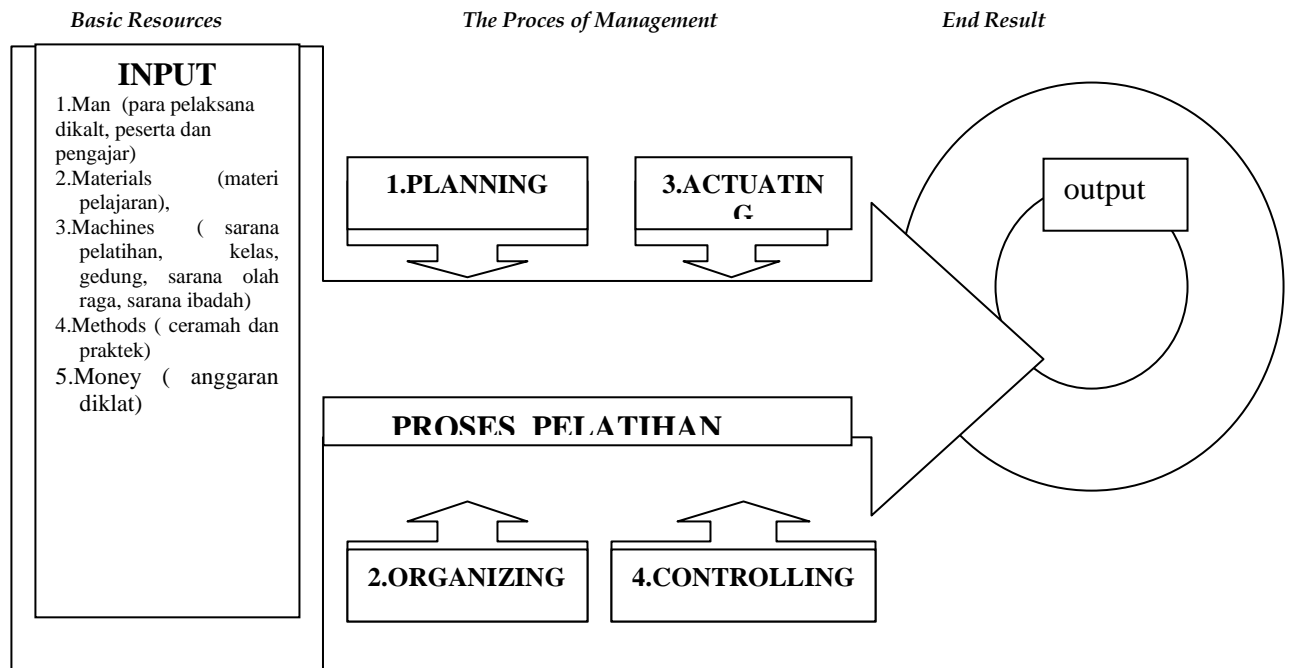 Basic Resources
The Proces of Management
End Result
INPUT
1.Man (para pelaksana
dikalt, peserta dan
pengajar)
2.Materials (materi
pelajaran),
3.Machines ( sarana
pelatihan, kelas,
gedung, sarana olah
raga, sarana ibadah)
4.Methods ( ceramah dan
praktek)
5.Money ( anggaran
diklat)
1.PLANNING
3.ACTUATIN
G
output
PROSES PELATIHAN
2.ORGANIZING
4.CONTROLLING